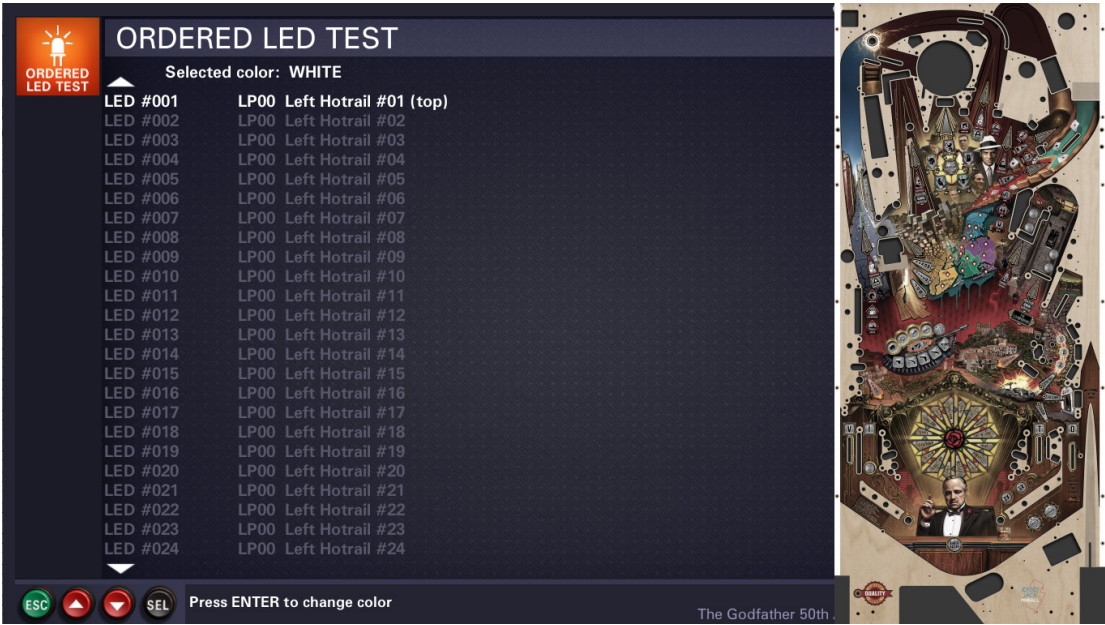 ORDERED LED TEST
ORDERED
LED TEST
Selected color: WHITE
LED #001 LP00 Left Hotrail #01 (top)
LED #002 LP00 Left Hotrail #02
LED #003 LP00 Left Hotrail #03
LED #004 LP00 Left Hotrail #04
LED #005 LP00 Left Hotrail #05
LED #006 LP00 Left Hotrail #06
LED #007 LP00 Left Hotrail #07
LED #008 LP00 Left Hotrail #08
LED #009 LP00 Left Hotrail #09
LED #010 LP00 Left Hotrail #10
LED #011 LP00 Left Hotrail #11
LED #012 LP00 Left Hotrail #12
LED #013 LP00 Left Hotrail #13
LED #014 LP00 Left Hotrail #14
LED #015 LP00 Left Hotrail #15
LED #016 LP00 Left Hotrail #16
LED #017 LP00 Left Hotrail #17
LED #018 LP00 Left Hotrail #18
LED #019 LP00 Left Hotrail #19
LED #020 LP00 Left Hotrail #20
LED #021 LP00 Left Hotrail #21
LED #022 LP00 Left Hotrail #22
LED #023 LP00 Left Hotrail #23
LED #024 LP00 Left Hotrail #24
ESC SEL Press ENTER to change color
The Godfather 50th
V I T O
QUALITY